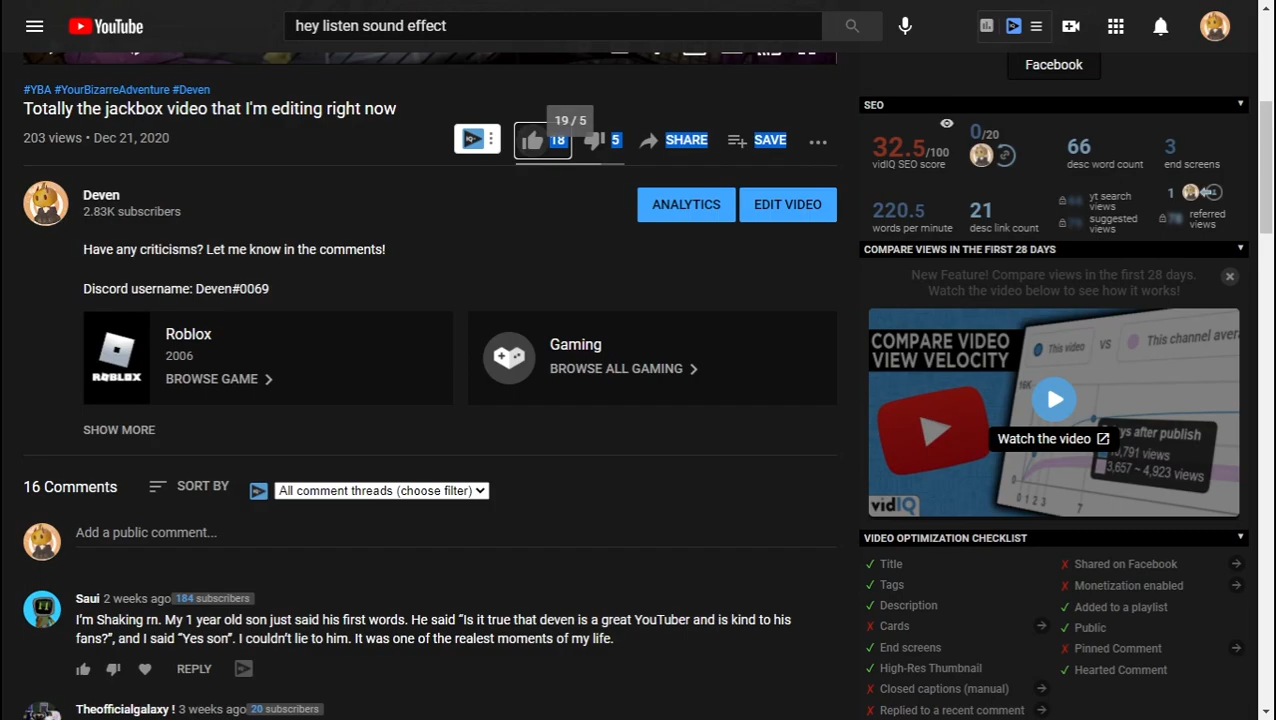 YouTube
hey listen sound effect
#YBA #YourBizarreAdventure #Deven
Totally the jackbox video that I'm editing right now
203 views • Dec 21, 2020
19 / 5
18
5
SHARE
SAVE
Deven
2.83K subscribers
ANALYTICS
EDIT VIDEO
Have any criticisms? Let me know in the comments!
Discord username: Deven#0069
ROBLOX
Roblox
2006
BROWSE GAME
Gaming
BROWSE ALL GAMING
SHOW MORE
16 Comments
SORT BY
All comment threads (choose filter)
Add a public comment...
Saui 2 weeks ago 184 subscribers
I'm Shaking rn. My 1 year old son just said his first words. He said “Is it true that deven is a great YouTuber and is kind to his
fans?”, and I said “Yes son”. I couldn't lie to him. It was one of the realest moments of my life.
REPLY
Theofficialgalaxy ! 3 weeks ago 20 subscribers
Facebook
SEO
32.5/100
vidIQ SEO score
0/20
66
desc word count
3
end screens
220.5
words per minute
21
desc link count
yt search
views
suggested
views
1
referred
views
COMPARE VIEWS IN THE FIRST 28 DAYS
New Feature! Compare views in the first 28 days.
Watch the video below to see how it works!
COMPARE VIDEO
VIEW VELOCITY
This video
VS
This channel aver
16K
Watch the video
days after publish
3,657 ~ 4,923 views
0 1 2 3
7
vidIQ
VIDEO OPTIMIZATION CHECKLIST
Title
Tags
Description
Cards
End screens
High-Res Thumbnail
Closed captions (manual)
Replied to a recent comment
Shared on Facebook
Monetization enabled
Added to a playlist
Public
Pinned Comment
Hearted Comment